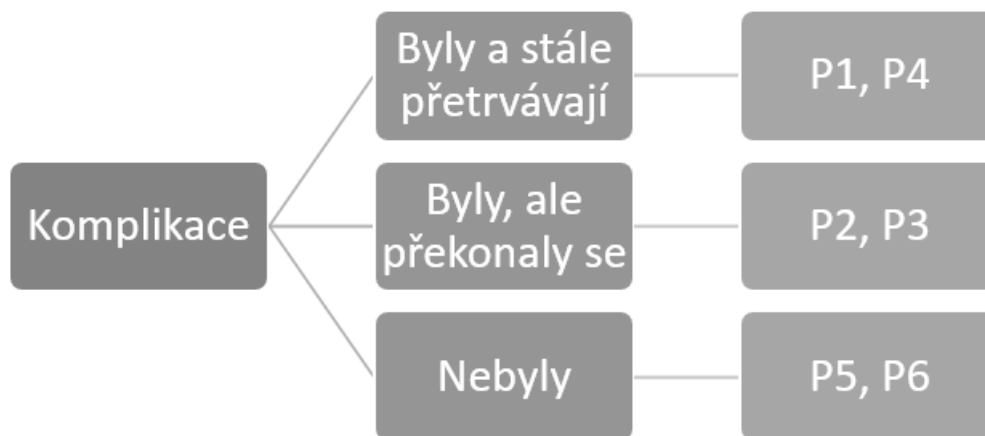 Komplikace
Byly a stále
přetrvávají
P1, P4
Byly, ale
překonaly se
P2, P3
Nebyly
P5, P6